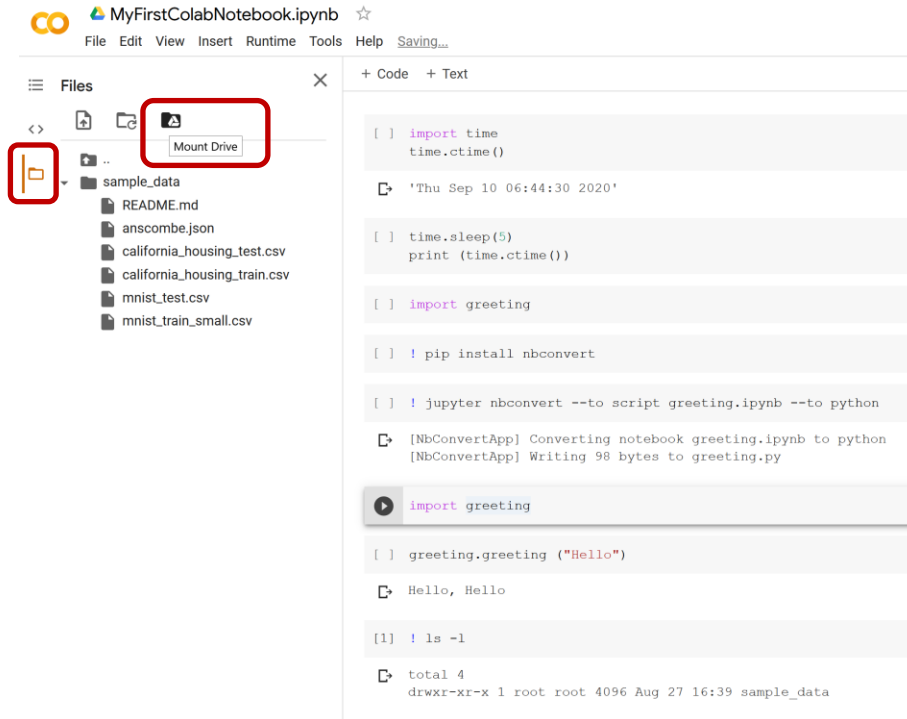 MyFirstColabNotebook.ipynb
File Edit View Insert Runtime Tools Help Saving...
Files
Mount Drive
..
sample_data
README.md
anscombe.json
california_housing_test.csv
california_housing_train.csv
mnist_test.csv
mnist_train_small.csv
+ Code + Text
[ ] import time
time.ctime()
'Thu Sep 10 06:44:30 2020'
[ ] time.sleep(5)
print (time.ctime())
[ ] import greeting
[ ] ! pip install nbconvert
[ ] ! jupyter nbconvert --to script greeting.ipynb --to python
[NbConvertApp] Converting notebook greeting.ipynb to python
[NbConvertApp] Writing 98 bytes to greeting.py
import greeting
[ ] greeting.greeting ("Hello")
Hello, Hello
[1] ! ls -l
total 4
drwxr-xr-x 1 root root 4096 Aug 27 16:39 sample_data